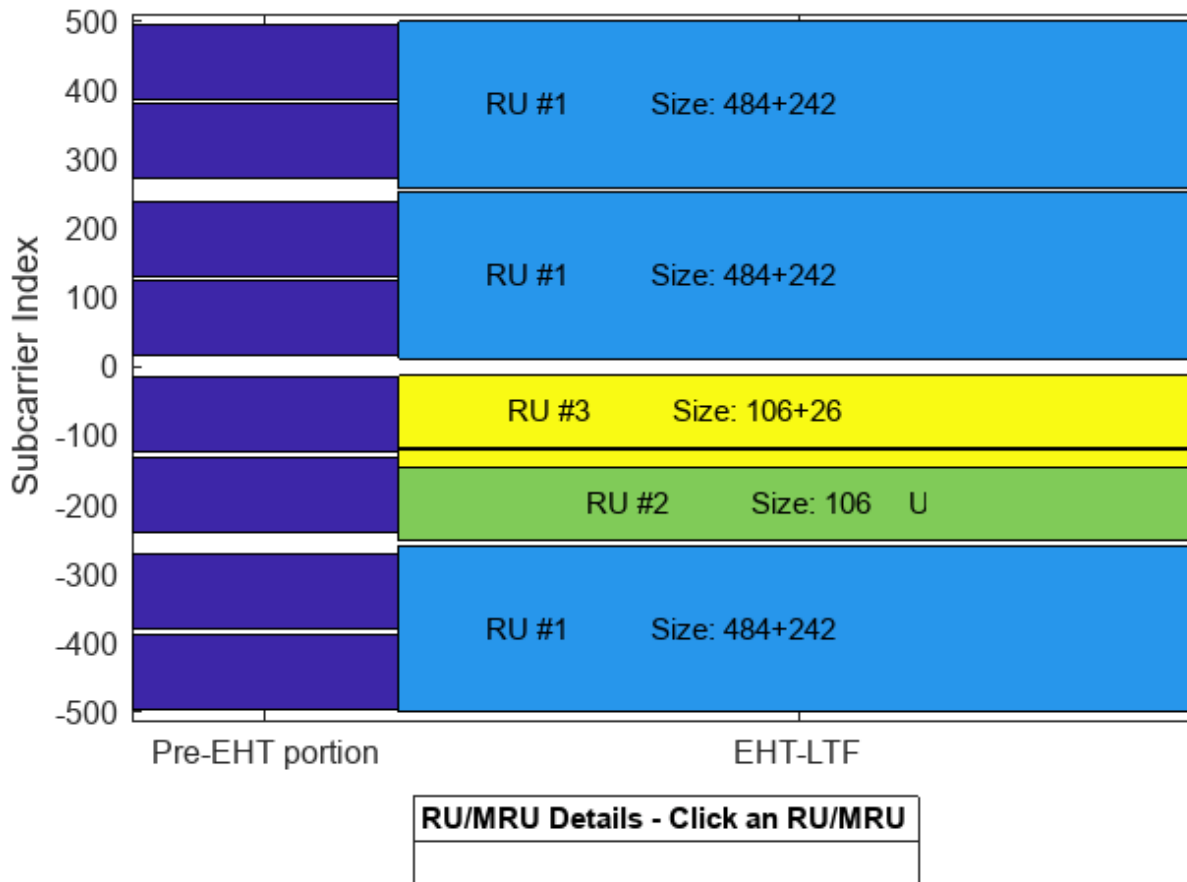 500
400
300
200
100
0
-100
-200
-300
-400
-500
Subcarrier Index
RU #1 Size: 484+242
RU #1 Size: 484+242
RU #3 Size: 106+26
RU #2 Size: 106 U
RU #1 Size: 484+242
Pre-EHT portion EHT-LTF
RU/MRU Details - Click an RU/MRU